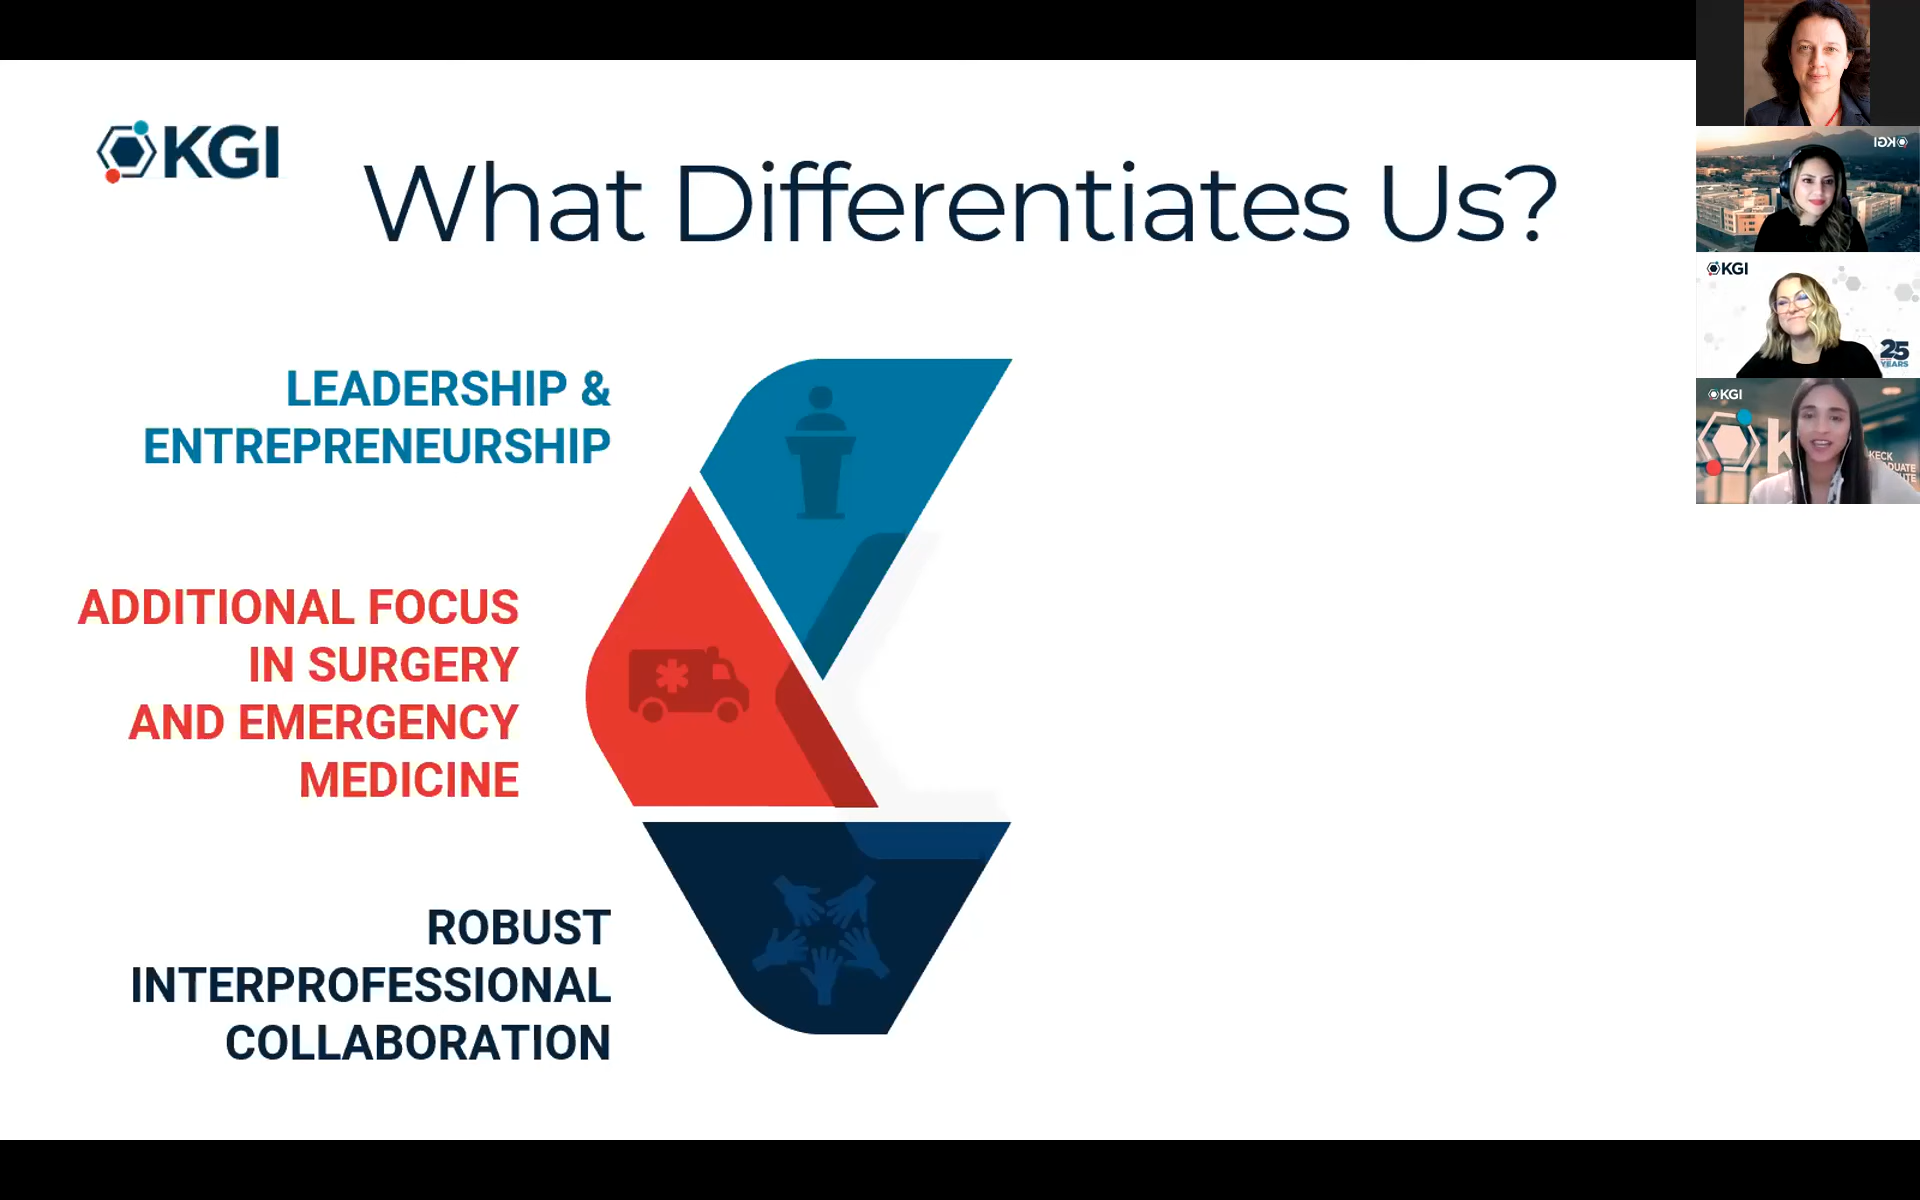 KGI
What Differentiates Us?
LEADERSHIP &
ENTREPRENEURSHIP
ADDITIONAL FOCUS
IN SURGERY
AND EMERGENCY
MEDICINE
ROBUST
INTERPROFESSIONAL
COLLABORATION
KGI
KGI
25
YEARS
KGI
K
KECK